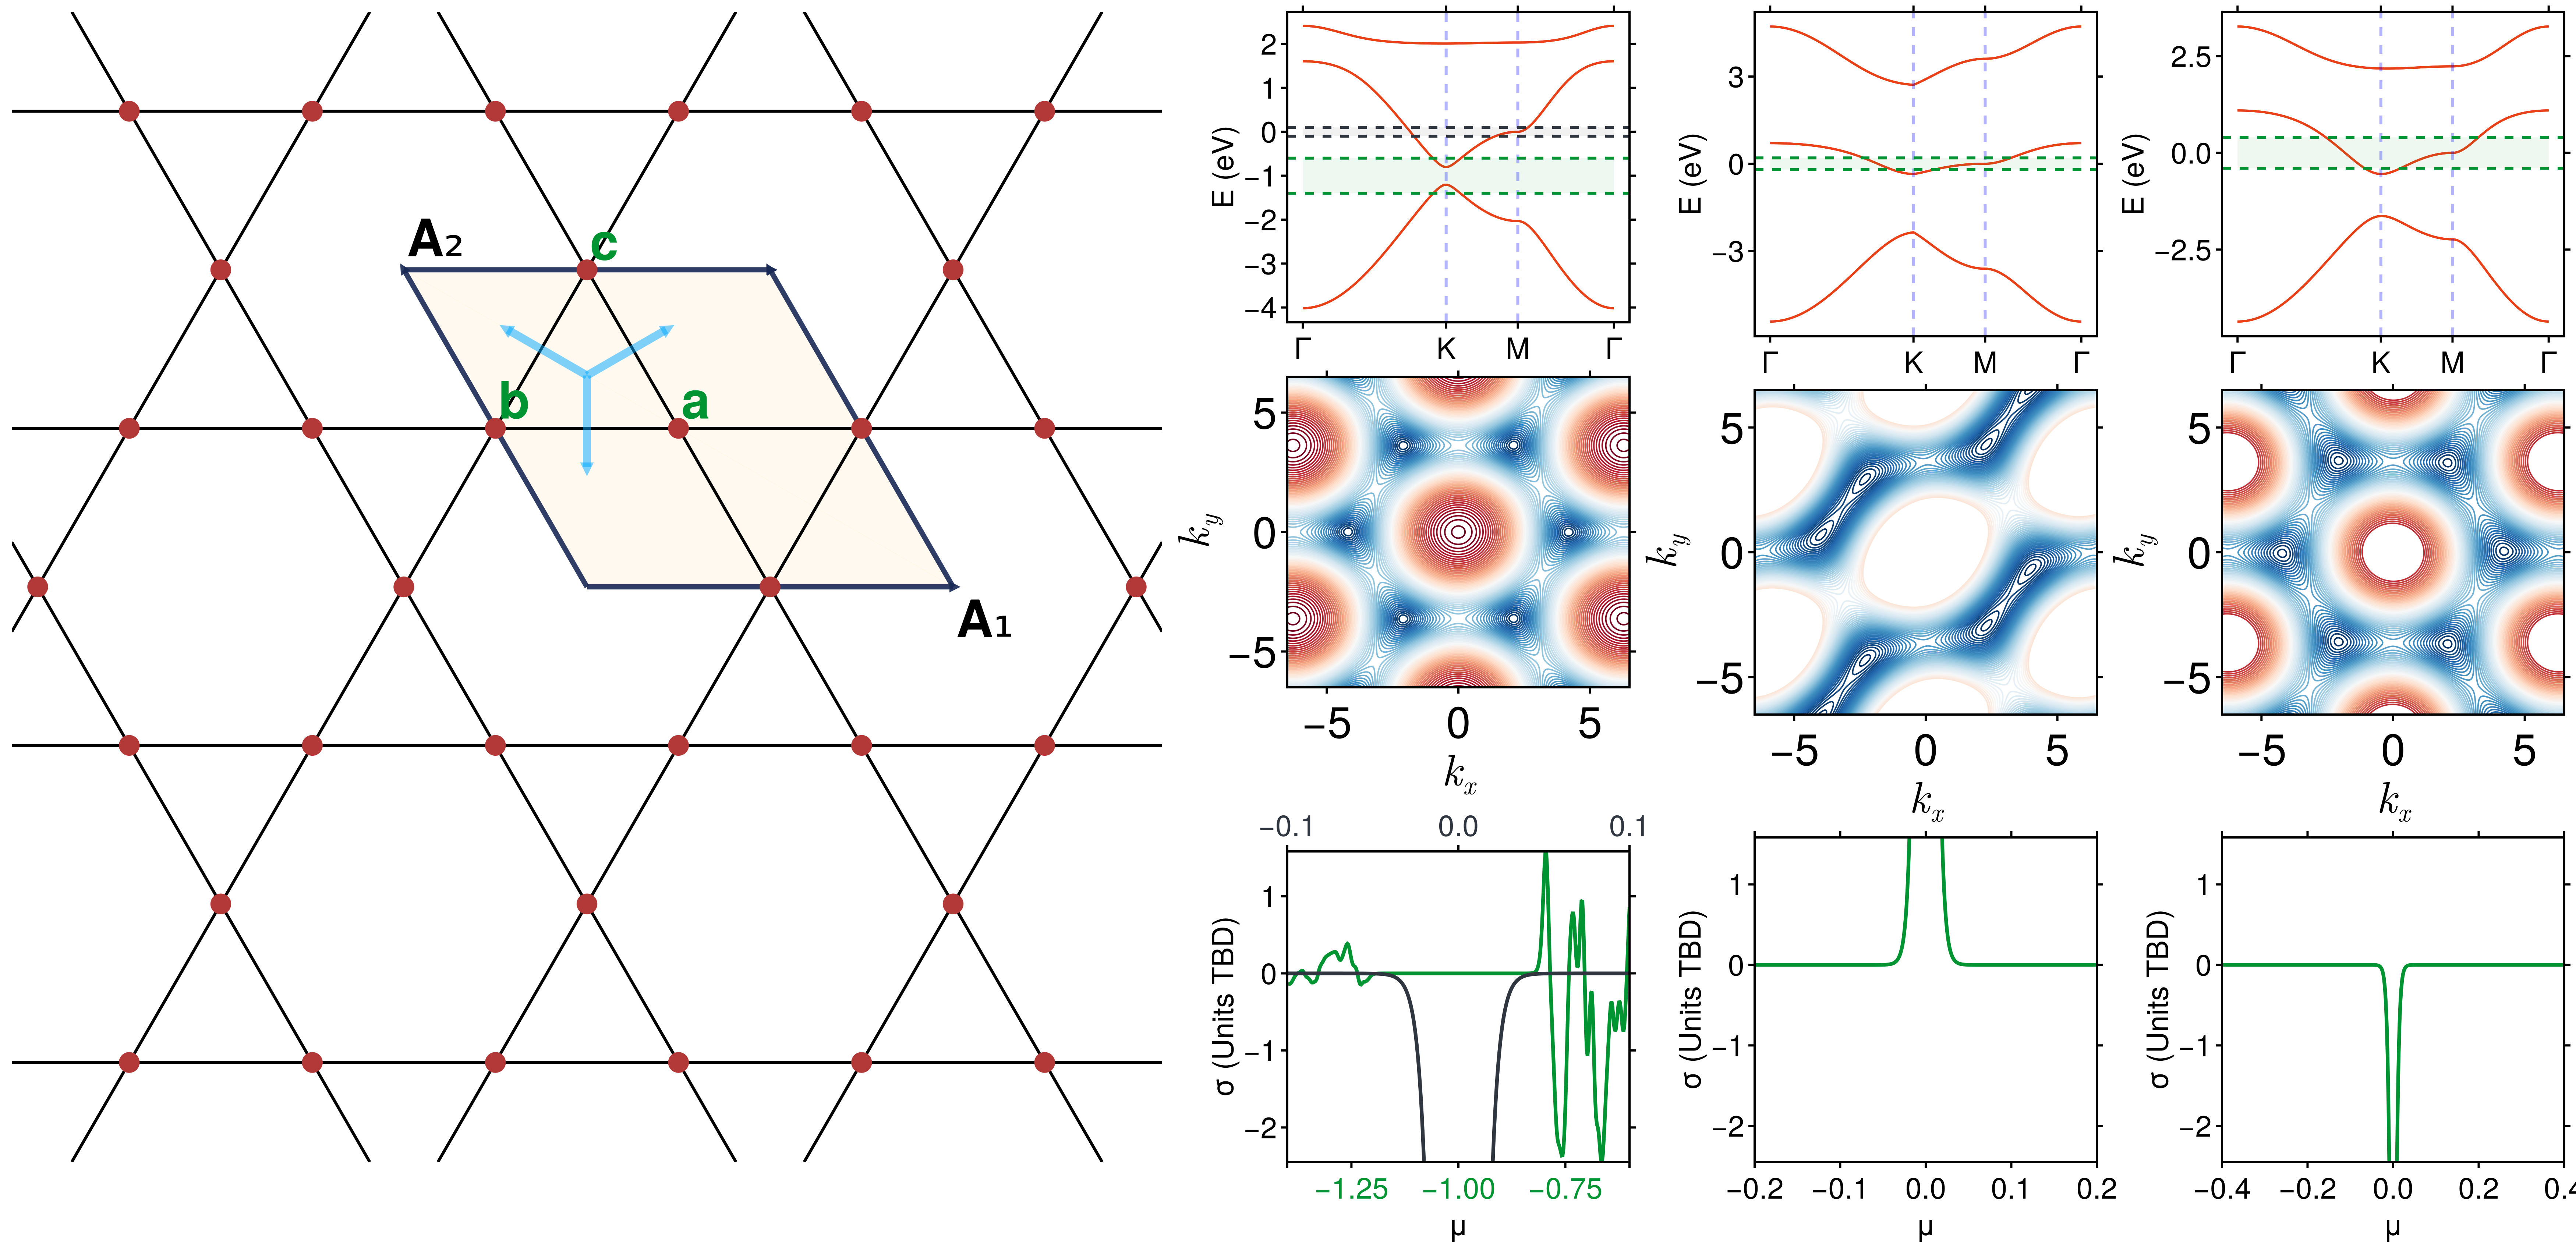 A₂
c
b
a
A₁
2
1
0
−1
−2
−3
−4
E (eV)
Γ K M Γ
3
0
−3
E (eV)
Γ K M Γ
2.5
0.0
−2.5
E (eV)
Γ K M Γ
5
0
−5
k_y
−5 0 5
k_x
5
0
−5
k_y
−5 0 5
k_x
5
0
−5
k_y
−5 0 5
k_x
−0.1 0.0 0.1
1
0
−1
−2
σ (Units TBD)
−1.25 −1.00 −0.75
μ
1
0
−1
−2
σ (Units TBD)
−0.2 −0.1 0.0 0.1 0.2
μ
1
0
−1
−2
σ (Units TBD)
−0.4 −0.2 0.0 0.2 0.4
μ